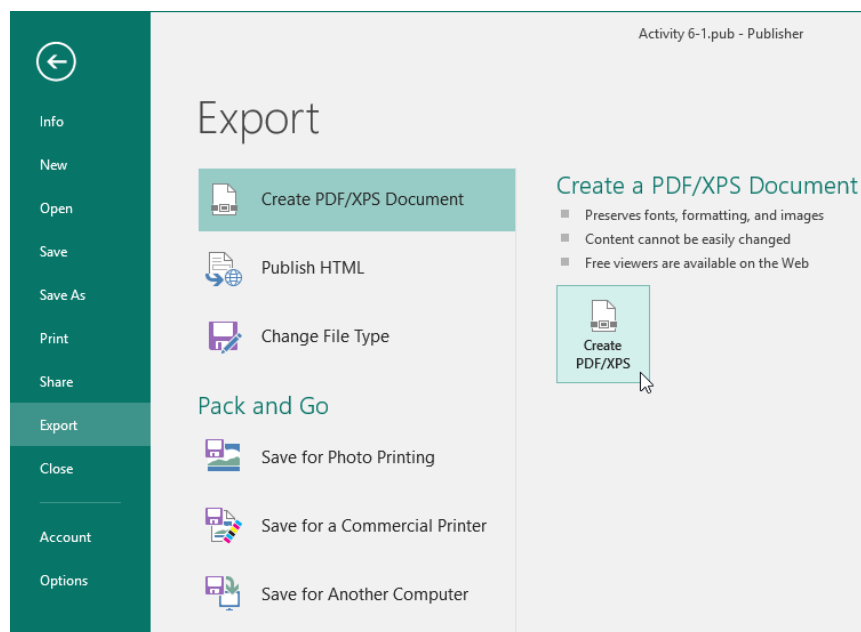 Activity 6-1.pub - Publisher
Info
New
Open
Save
Save As
Print
Share
Export
Close
Account
Options
Export
Create PDF/XPS Document
Publish HTML
Change File Type
Pack and Go
Save for Photo Printing
Save for a Commercial Printer
Save for Another Computer
Create a PDF/XPS Document
Preserves fonts, formatting, and images
Content cannot be easily changed
Free viewers are available on the Web
Create
PDF/XPS